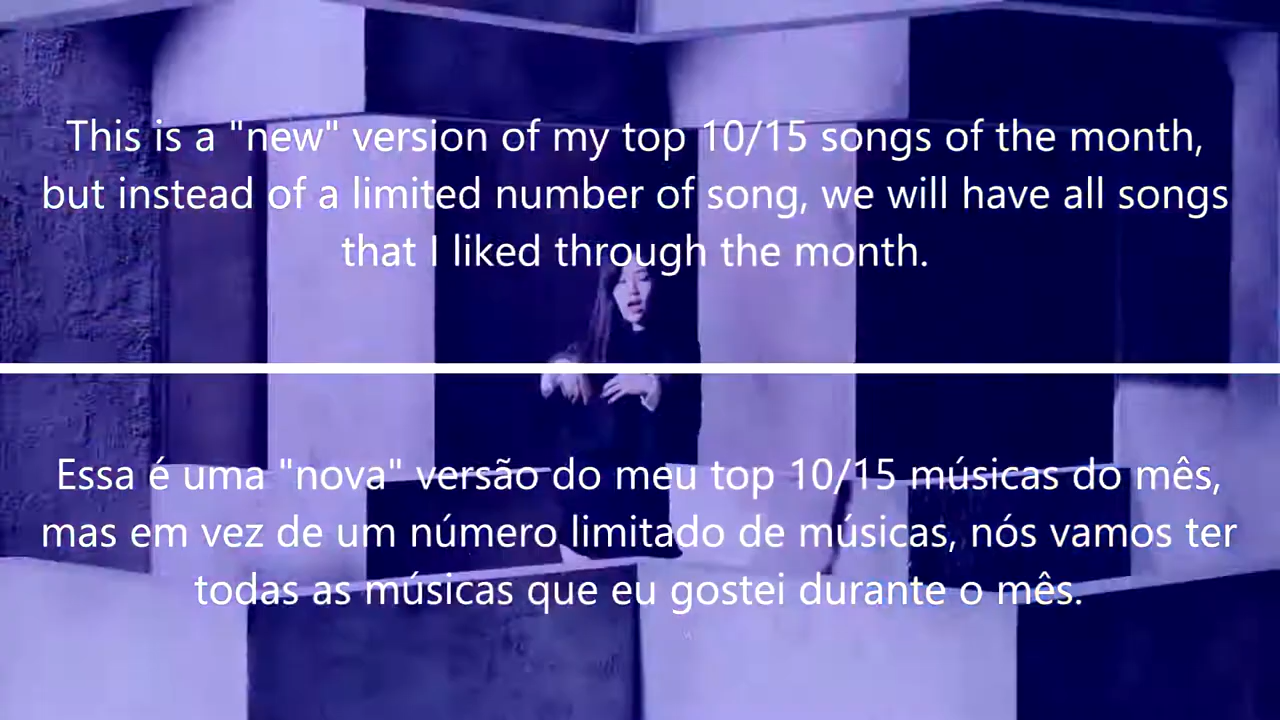 This is a "new" version of my top 10/15 songs of the month,
but instead of a limited number of song, we will have all songs
that I liked through the month.
Essa é uma "nova" versão do meu top 10/15 músicas do mês,
mas em vez de um número limitado de músicas, nós vamos ter
todas as músicas que eu gostei durante o mês.